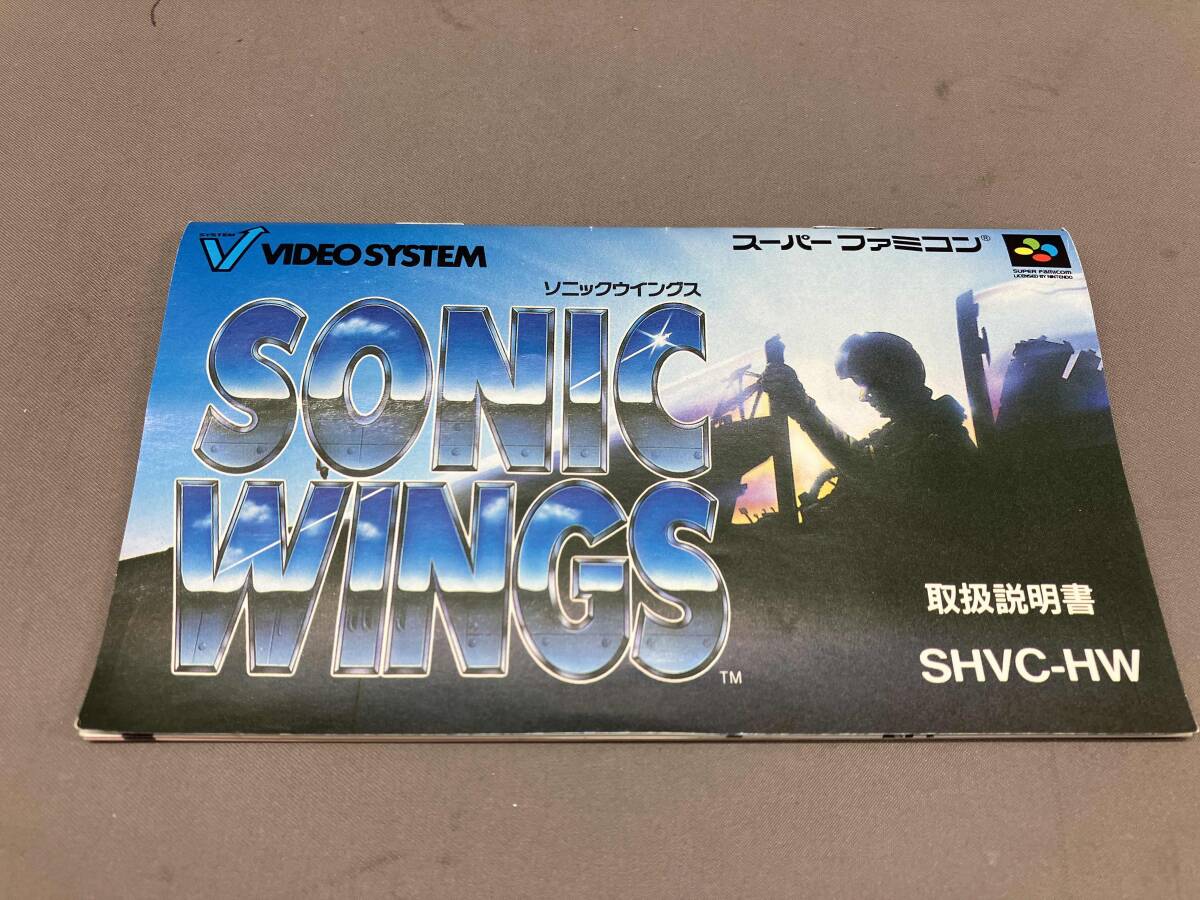 SYSTEM
VIDEO SYSTEM
スーパーファミコン®
SUPER FAMICOM
LICENSED BY NINTENDO
ソニックウイングス
SONIC
WINGS
TM
取扱説明書
SHVC-HW